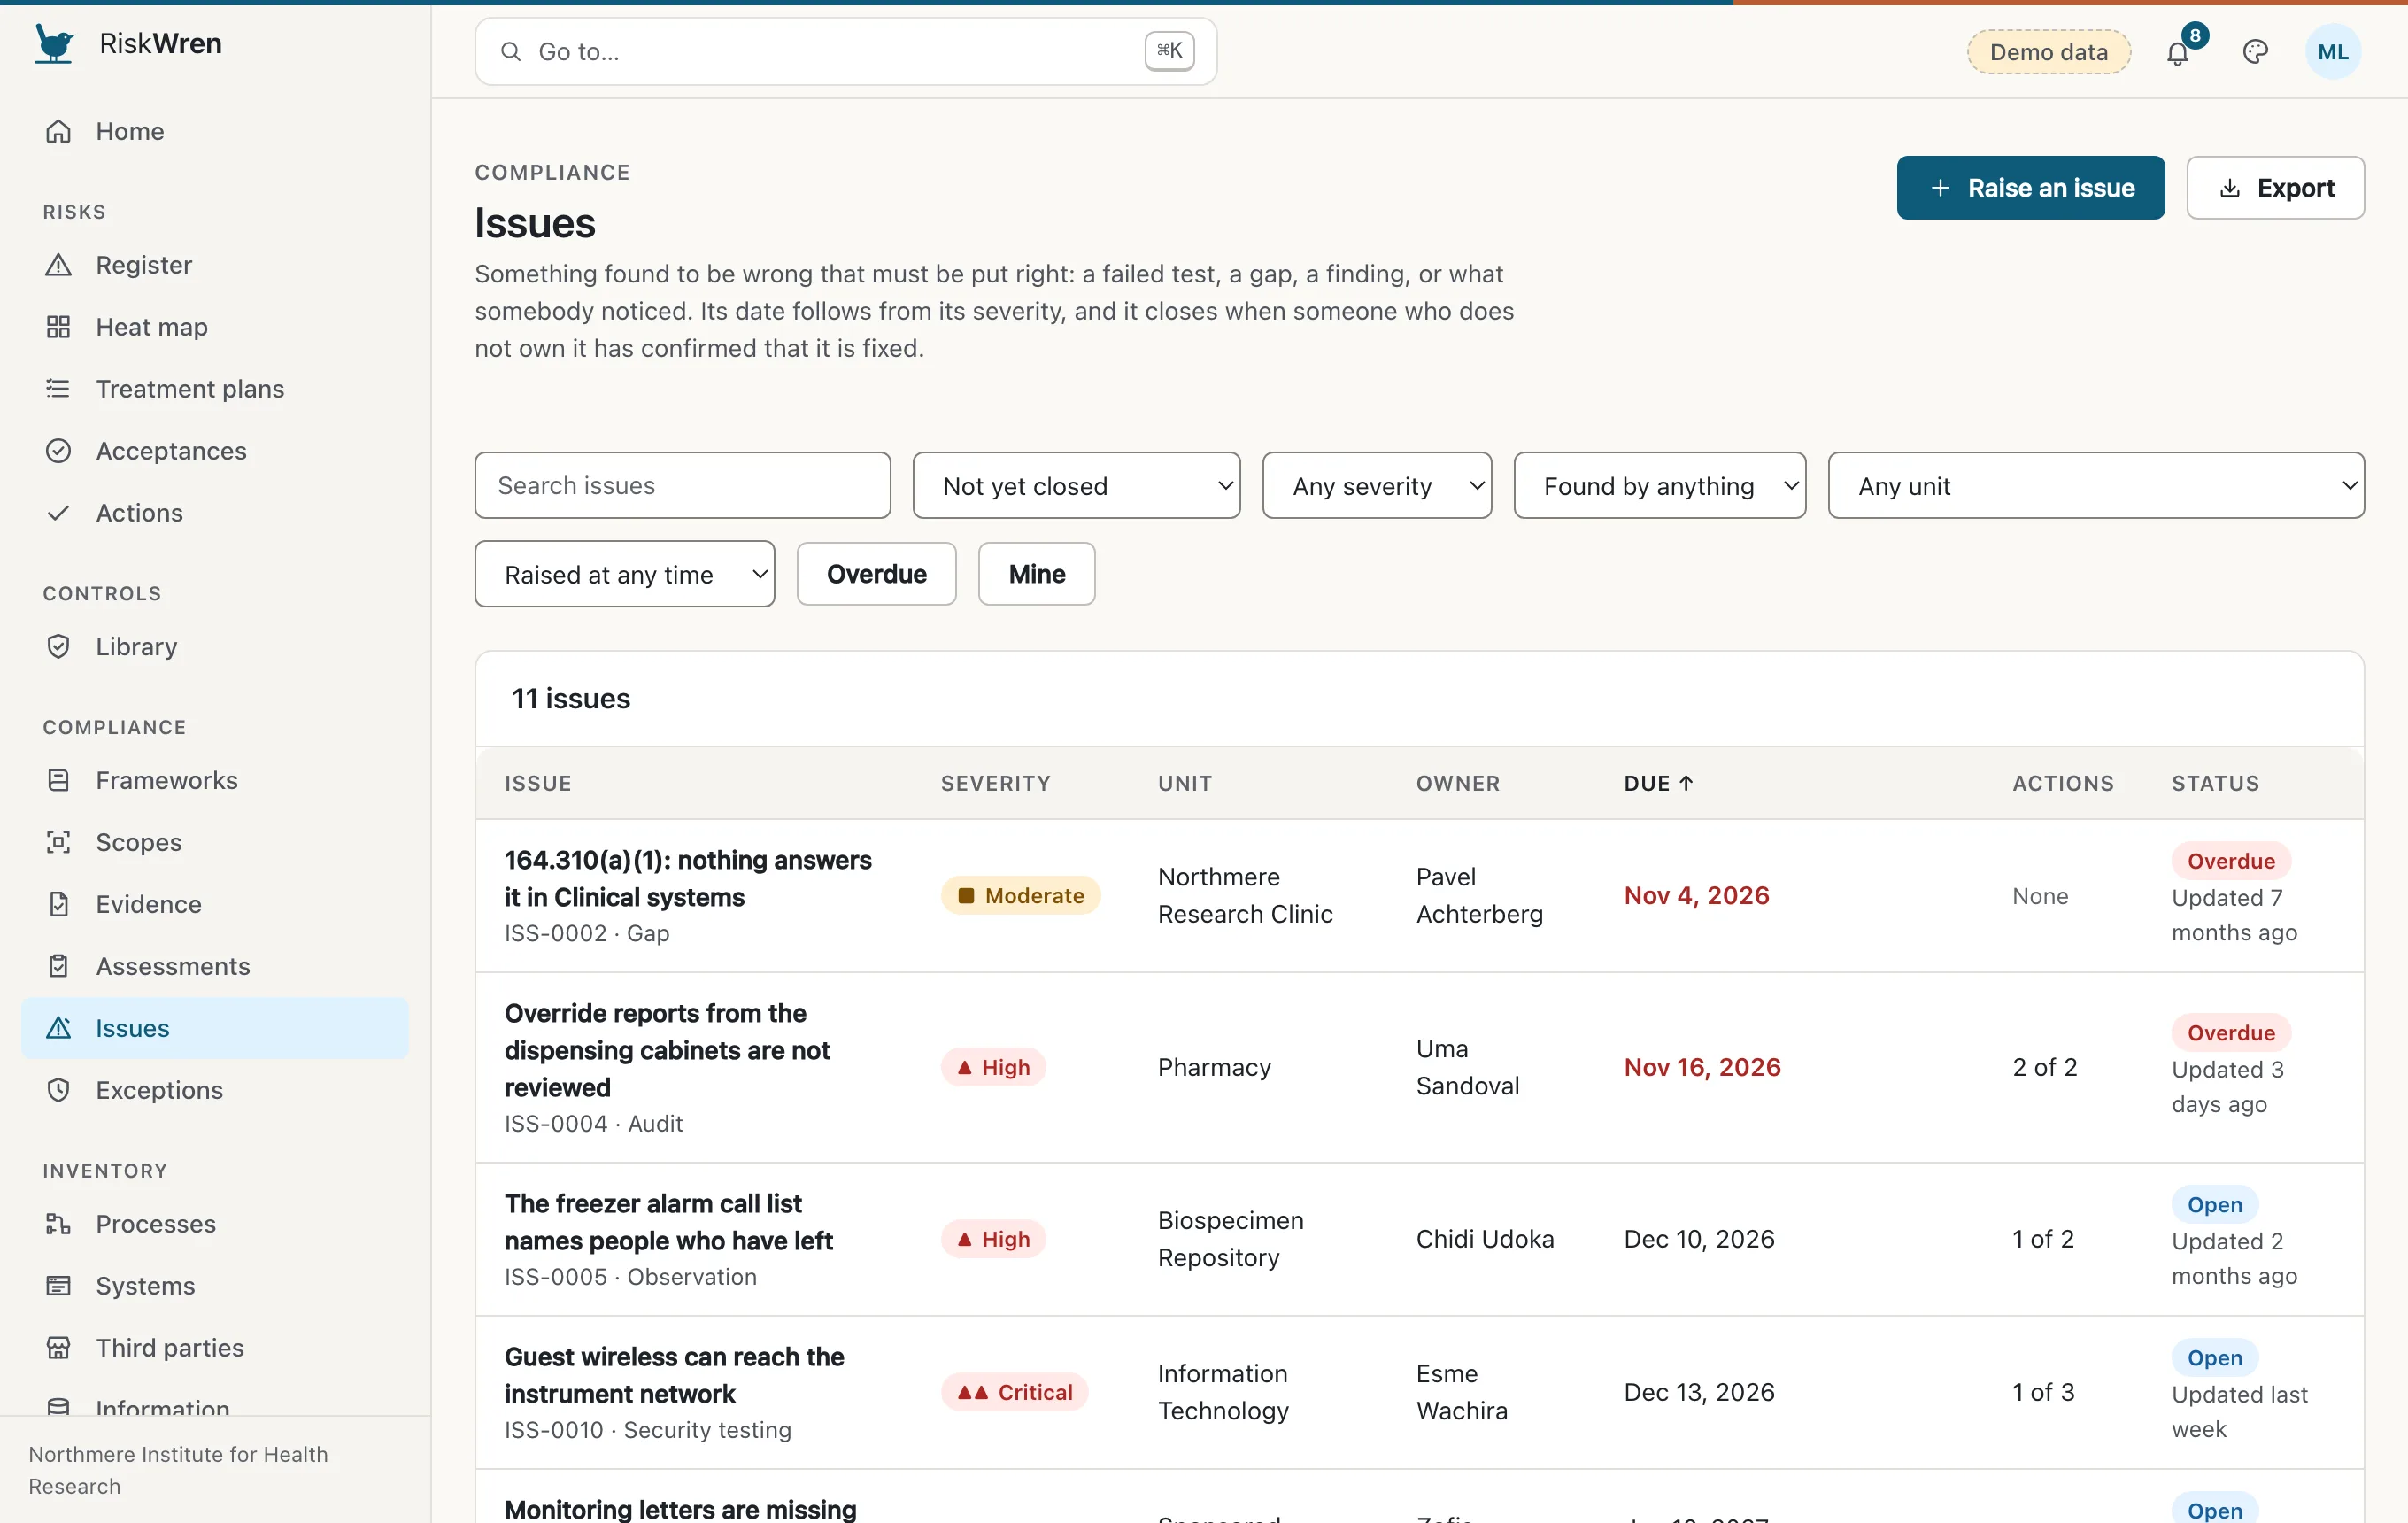 RiskWren
Go to...
⌘K
Demo data
8
ML
Home
RISKS
Register
Heat map
Treatment plans
Acceptances
Actions
CONTROLS
Library
COMPLIANCE
Frameworks
Scopes
Evidence
Assessments
Issues
Exceptions
INVENTORY
Processes
Systems
Third parties
Information
Northmere Institute for Health
Research
COMPLIANCE
Issues
Something found to be wrong that must be put right: a failed test, a gap, a finding, or what
somebody noticed. Its date follows from its severity, and it closes when someone who does
not own it has confirmed that it is fixed.
Raise an issue
Export
Search issues
Not yet closed
Any severity
Found by anything
Any unit
Raised at any time
Overdue
Mine
11 issues
ISSUE SEVERITY UNIT OWNER DUE ↑ ACTIONS STATUS
164.310(a)(1): nothing answers
it in Clinical systems
ISS-0002 · Gap
Moderate
Northmere
Research Clinic
Pavel
Achterberg
Nov 4, 2026
None
Overdue
Updated 7
months ago
Override reports from the
dispensing cabinets are not
reviewed
ISS-0004 · Audit
High
Pharmacy
Uma
Sandoval
Nov 16, 2026
2 of 2
Overdue
Updated 3
days ago
The freezer alarm call list
names people who have left
ISS-0005 · Observation
High
Biospecimen
Repository
Chidi Udoka
Dec 10, 2026
1 of 2
Open
Updated 2
months ago
Guest wireless can reach the
instrument network
ISS-0010 · Security testing
Critical
Information
Technology
Esme
Wachira
Dec 13, 2026
1 of 3
Open
Updated last
week
Monitoring letters are missing
Open